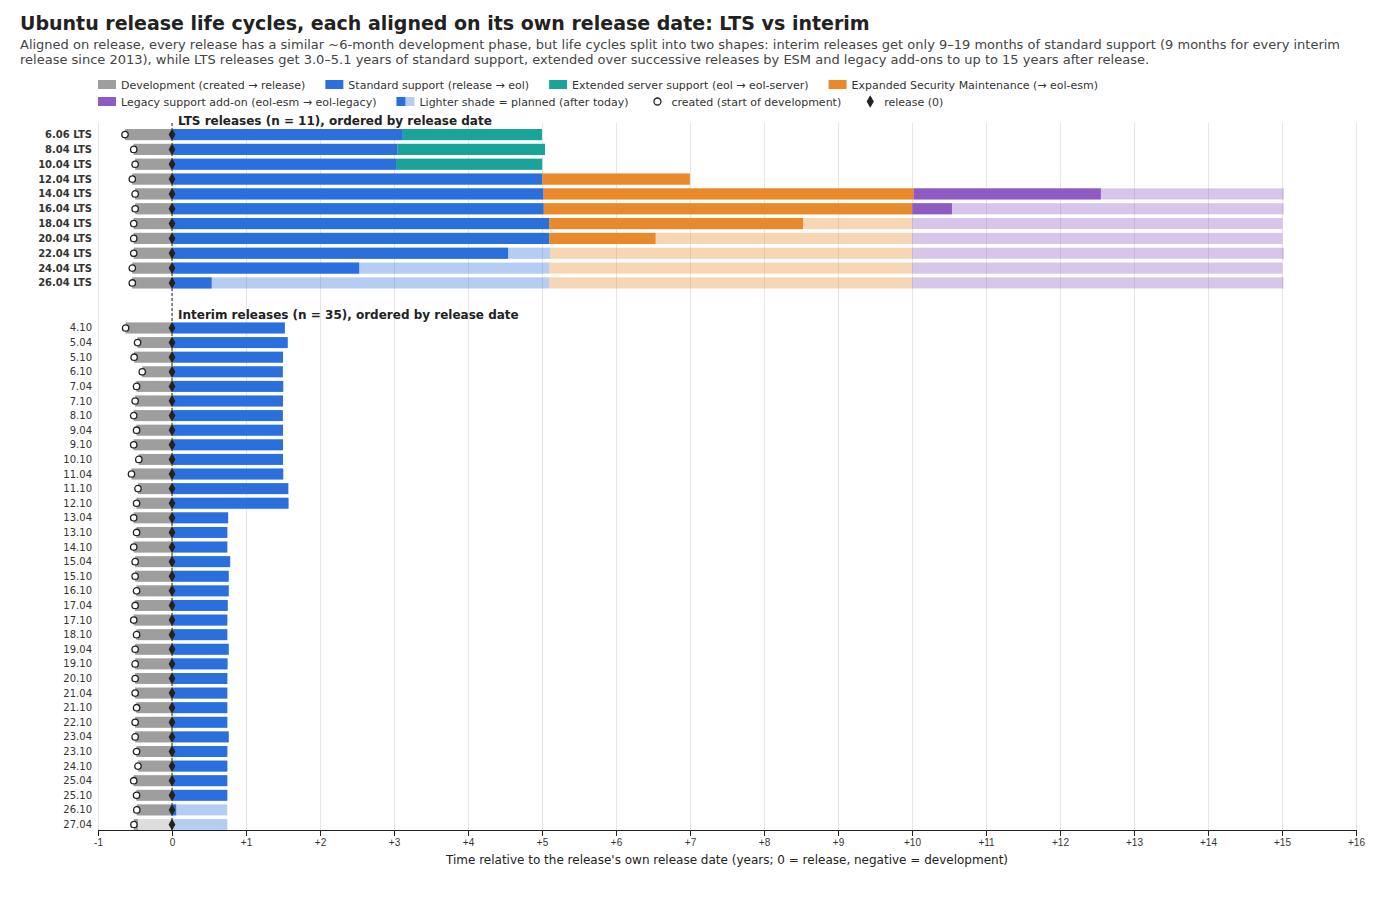 Ubuntu release life cycles, each aligned on its own release date: LTS vs interim
Aligned on release, every release has a similar ~6-month development phase, but life cycles split into two shapes: interim releases get only 9–19 months of standard support (9 months for every interim
release since 2013), while LTS releases get 3.0–5.1 years of standard support, extended over successive releases by ESM and legacy add-ons to up to 15 years after release.
Development (created → release) Standard support (release → eol) Extended server support (eol → eol-server) Expanded Security Maintenance (→ eol-esm)
Legacy support add-on (eol-esm → eol-legacy) Lighter shade = planned (after today) created (start of development) release (0)
LTS releases (n = 11), ordered by release date
6.06 LTS
8.04 LTS
10.04 LTS
12.04 LTS
14.04 LTS
16.04 LTS
18.04 LTS
20.04 LTS
22.04 LTS
24.04 LTS
26.04 LTS
Interim releases (n = 35), ordered by release date
4.10
5.04
5.10
6.10
7.04
7.10
8.10
9.04
9.10
10.10
11.04
11.10
12.10
13.04
13.10
14.10
15.04
15.10
16.10
17.04
17.10
18.10
19.04
19.10
20.10
21.04
21.10
22.10
23.04
23.10
24.10
25.04
25.10
26.10
27.04
-1 0 +1 +2 +3 +4 +5 +6 +7 +8 +9 +10 +11 +12 +13 +14 +15 +16
Time relative to the release's own release date (years; 0 = release, negative = development)